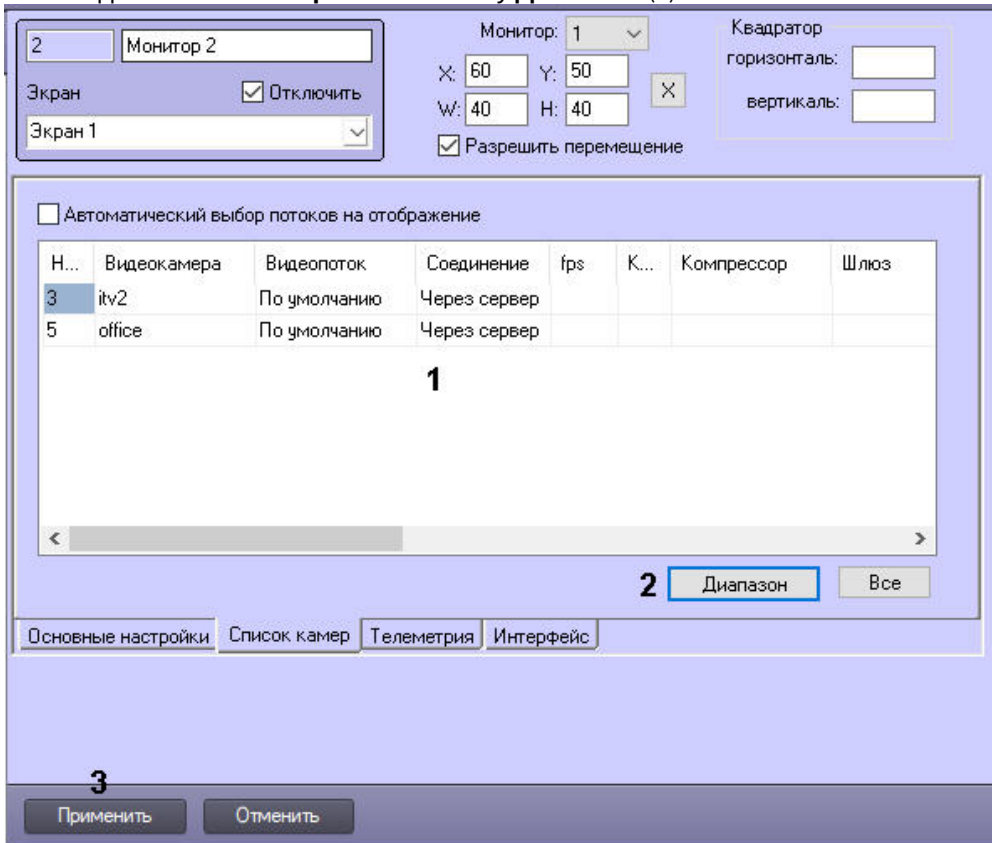 2
Монитор 2
Экран
Отключить
Экран 1
Монитор: 1
X: 60 Y: 50
W: 40 H: 40
X
Разрешить перемещение
Квадратор
горизонталь:
вертикаль:
Автоматический выбор потоков на отображение
Н... Видеокамера Видеопоток Соединение fps К... Компрессор Шлюз
3 itv2 По умолчанию Через сервер
5 office По умолчанию Через сервер
1
2 Диапазон Все
Основные настройки Список камер Телеметрия Интерфейс
3
Применить Отменить